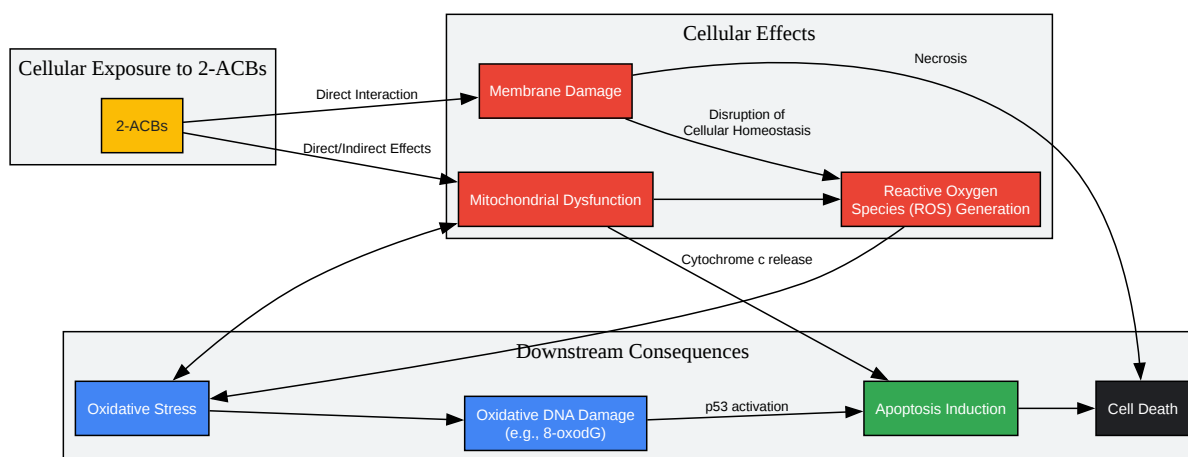 Cellular Effects
Cellular Exposure to 2-ACBs
Necrosis
Membrane Damage
Direct Interaction
2-ACBs
Disruption of
Cellular Homeostasis
Direct/Indirect Effects
Mitochondrial Dysfunction
Reactive Oxygen
Species (ROS) Generation
Cytochrome c release
Downstream Consequences
Oxidative Stress
Oxidative DNA Damage
(e.g., 8-oxodG)
p53 activation
Apoptosis Induction
Cell Death